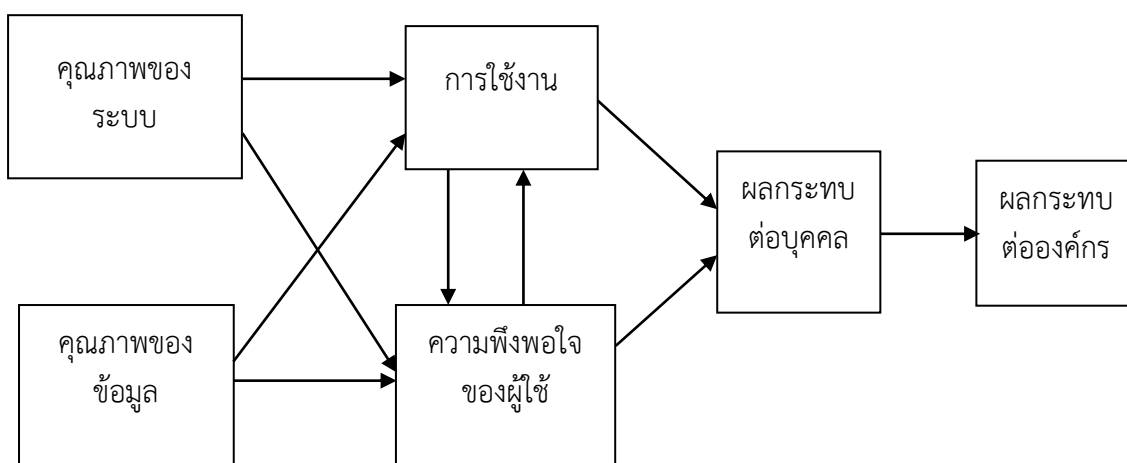 คุณภาพของ
ระบบ
การใช้งาน
คุณภาพของ
ข้อมูล
ความพึงพอใจ
ของผู้ใช้
ผลกระทบ
ต่อบุคคล
ผลกระทบ
ต่อองค์กร